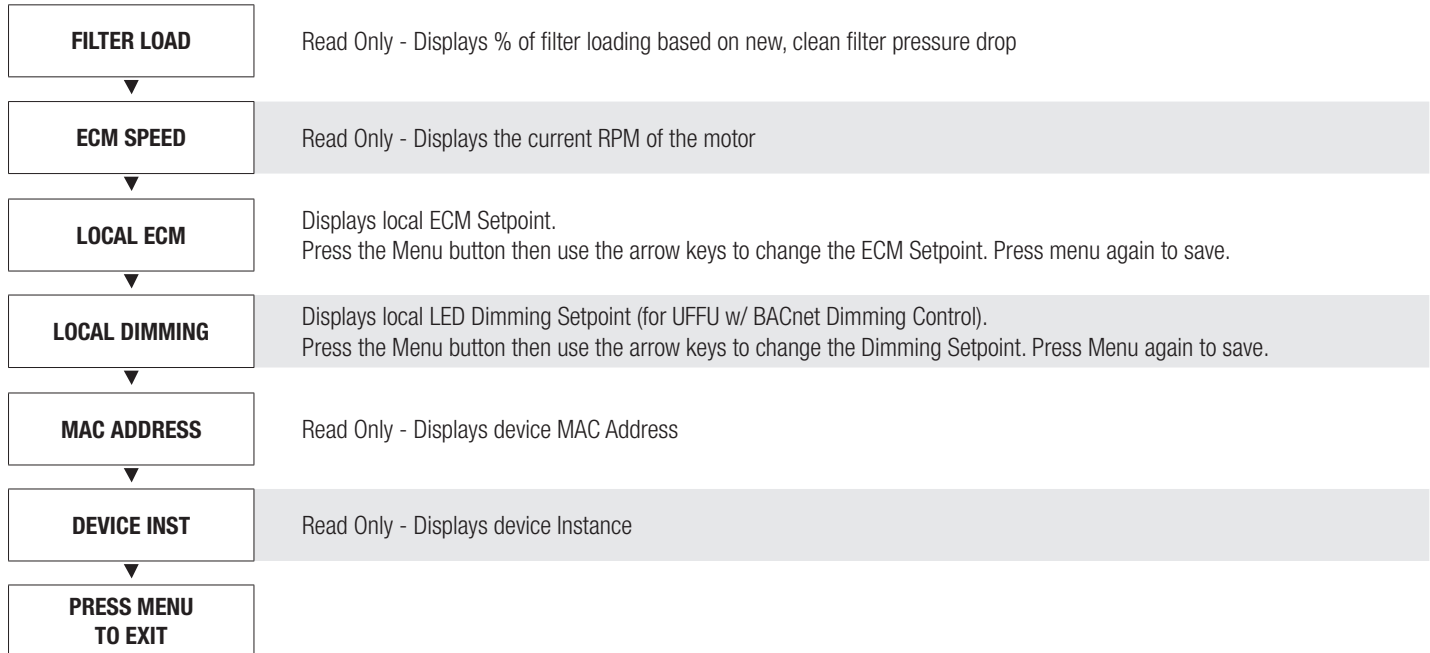 FILTER LOAD
Read Only - Displays % of filter loading based on new, clean filter pressure drop
ECM SPEED
Read Only - Displays the current RPM of the motor
LOCAL ECM
Displays local ECM Setpoint.
Press the Menu button then use the arrow keys to change the ECM Setpoint. Press menu again to save.
LOCAL DIMMING
Displays local LED Dimming Setpoint (for UFFU w/ BACnet Dimming Control).
Press the Menu button then use the arrow keys to change the Dimming Setpoint. Press Menu again to save.
MAC ADDRESS
Read Only - Displays device MAC Address
DEVICE INST
Read Only - Displays device Instance
PRESS MENU
TO EXIT